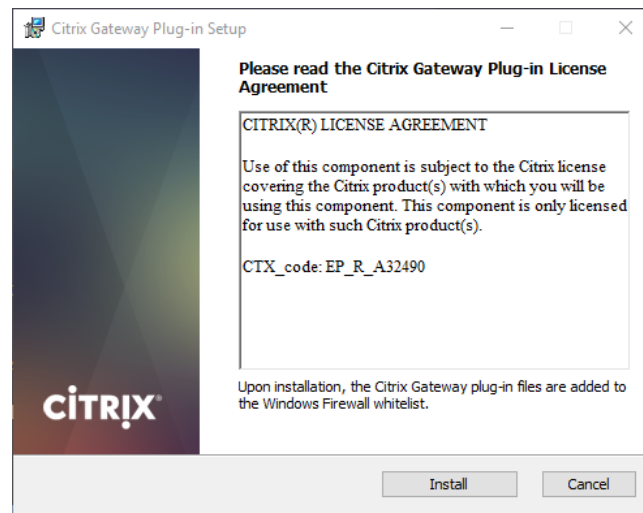 Citrix Gateway Plug-in Setup
Please read the Citrix Gateway Plug-in License
Agreement
CITRIX(R) LICENSE AGREEMENT
Use of this component is subject to the Citrix license
covering the Citrix product(s) with which you will be
using this component. This component is only licensed
for use with such Citrix product(s).
CTX_code: EP_R_A32490
Upon installation, the Citrix Gateway plug-in files are added to
the Windows Firewall whitelist.
CITRIX®
Install
Cancel